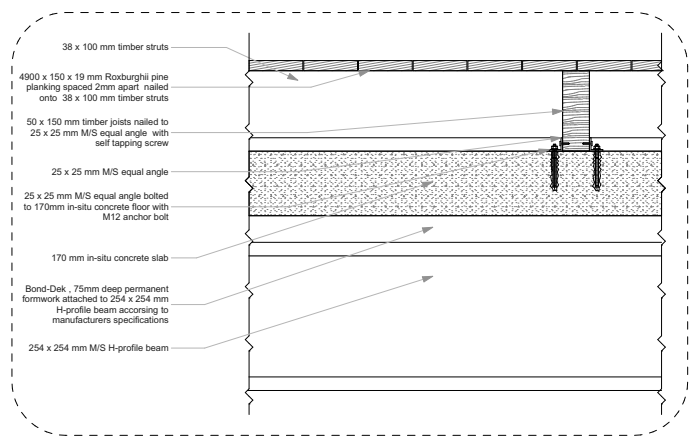 38 x 100 mm timber struts
4900 x 150 x 19 mm Roxburghii pine
planking spaced 2mm apart nailed
onto 38 x 100 mm timber struts
50 x 150 mm timber joists nailed to
25 x 25 mm M/S equal angle with
self tapping screw
25 x 25 mm M/S equal angle
25 x 25 mm M/S equal angle bolted
to 170mm in-situ concrete floor with
M12 anchor bolt
170 mm in-situ concrete slab
Bond-Dek , 75mm deep permanent
formwork attached to 254 x 254 mm
H-profile beam accorsing to
manufacturers specifications
254 x 254 mm M/S H-profile beam